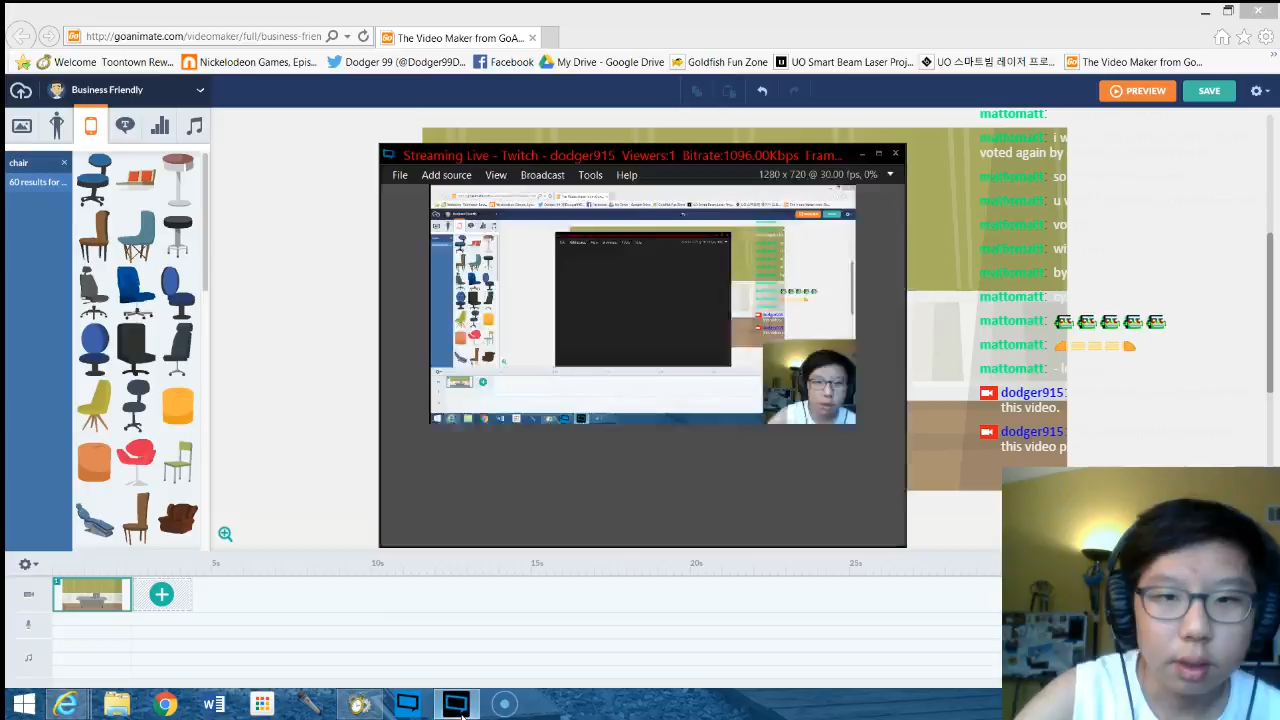 http://goanimate.com/videomaker/full/business-frien
The Video Maker from GoA...
Welcome Toontown Rew...
Nickelodeon Games, Epis...
Dodger 99 (@Dodger99D...
Facebook
My Drive - Google Drive
Goldfish Fun Zone
UO Smart Beam Laser Proj...
UO 스마트빔 레이저 프로...
The Video Maker from Go...
Business Friendly
PREVIEW
SAVE
chair
60 results for ...
Streaming Live - Twitch - dodger915 Viewers:1 Bitrate:1096.00Kbps Fram...
File Add source View Broadcast Tools Help
1280 x 720 @ 30.00 fps, 0%
mattomatt:
mattomatt: i w
voted again by
mattomatt: so
mattomatt: u v
mattomatt: vo
mattomatt: wi
mattomatt: by
mattomatt:
mattomatt:
mattomatt:
mattomatt: - l
dodger915:
this video.
dodger915:
this video p
5s 10s 15s 20s 25s
1